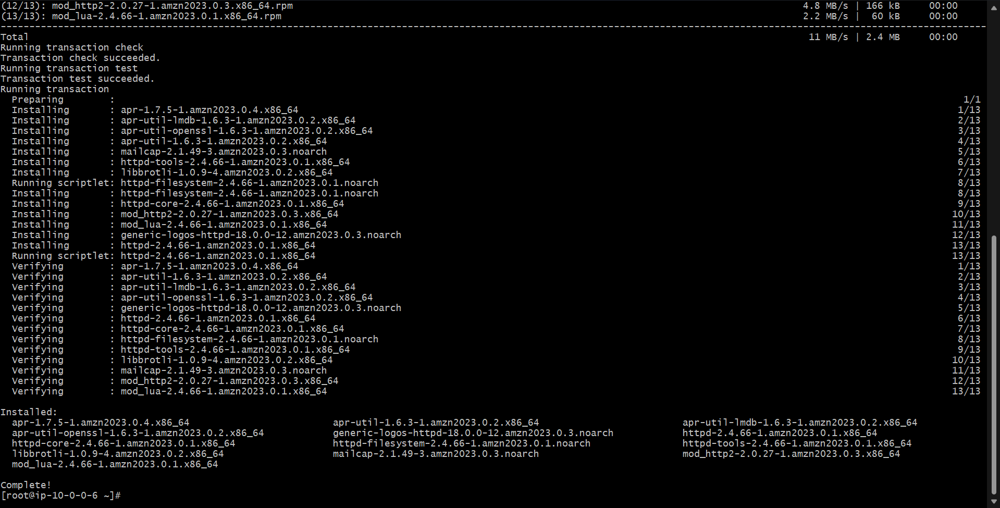 (12/13): mod_http2-2.0.27-1.amzn2023.0.3.x86_64.rpm 4.8 MB/s | 166 kB 00:00
(13/13): mod_lua-2.4.66-1.amzn2023.0.1.x86_64.rpm 2.2 MB/s | 60 kB 00:00
--------------------------------------------------------------------------------
Total 11 MB/s | 2.4 MB 00:00
Running transaction check
Transaction check succeeded.
Running transaction test
Transaction test succeeded.
Running transaction
Preparing : 1/1
Installing : apr-1.7.5-1.amzn2023.0.4.x86_64 1/13
Installing : apr-util-lmdb-1.6.3-1.amzn2023.0.2.x86_64 2/13
Installing : apr-util-openssl-1.6.3-1.amzn2023.0.2.x86_64 3/13
Installing : apr-util-1.6.3-1.amzn2023.0.2.x86_64 4/13
Installing : mailcap-2.1.49-3.amzn2023.0.3.noarch 5/13
Installing : httpd-tools-2.4.66-1.amzn2023.0.1.x86_64 6/13
Installing : libbrotli-1.0.9-4.amzn2023.0.2.x86_64 7/13
Running scriptlet: httpd-filesystem-2.4.66-1.amzn2023.0.1.noarch 8/13
Installing : httpd-filesystem-2.4.66-1.amzn2023.0.1.noarch 8/13
Installing : httpd-core-2.4.66-1.amzn2023.0.1.x86_64 9/13
Installing : mod_http2-2.0.27-1.amzn2023.0.3.x86_64 10/13
Installing : mod_lua-2.4.66-1.amzn2023.0.1.x86_64 11/13
Installing : generic-logos-httpd-18.0.0-12.amzn2023.0.3.noarch 12/13
Installing : httpd-2.4.66-1.amzn2023.0.1.x86_64 13/13
Running scriptlet: httpd-2.4.66-1.amzn2023.0.1.x86_64 13/13
Verifying : apr-1.7.5-1.amzn2023.0.4.x86_64 1/13
Verifying : apr-util-1.6.3-1.amzn2023.0.2.x86_64 2/13
Verifying : apr-util-lmdb-1.6.3-1.amzn2023.0.2.x86_64 3/13
Verifying : apr-util-openssl-1.6.3-1.amzn2023.0.2.x86_64 4/13
Verifying : generic-logos-httpd-18.0.0-12.amzn2023.0.3.noarch 5/13
Verifying : httpd-2.4.66-1.amzn2023.0.1.x86_64 6/13
Verifying : httpd-core-2.4.66-1.amzn2023.0.1.x86_64 7/13
Verifying : httpd-filesystem-2.4.66-1.amzn2023.0.1.noarch 8/13
Verifying : httpd-tools-2.4.66-1.amzn2023.0.1.x86_64 9/13
Verifying : libbrotli-1.0.9-4.amzn2023.0.2.x86_64 10/13
Verifying : mailcap-2.1.49-3.amzn2023.0.3.noarch 11/13
Verifying : mod_http2-2.0.27-1.amzn2023.0.3.x86_64 12/13
Verifying : mod_lua-2.4.66-1.amzn2023.0.1.x86_64 13/13
Installed:
apr-1.7.5-1.amzn2023.0.4.x86_64 apr-util-1.6.3-1.amzn2023.0.2.x86_64 apr-util-lmdb-1.6.3-1.amzn2023.0.2.x86_64
apr-util-openssl-1.6.3-1.amzn2023.0.2.x86_64 generic-logos-httpd-18.0.0-12.amzn2023.0.3.noarch httpd-2.4.66-1.amzn2023.0.1.x86_64
httpd-core-2.4.66-1.amzn2023.0.1.x86_64 httpd-filesystem-2.4.66-1.amzn2023.0.1.noarch httpd-tools-2.4.66-1.amzn2023.0.1.x86_64
libbrotli-1.0.9-4.amzn2023.0.2.x86_64 mailcap-2.1.49-3.amzn2023.0.3.noarch mod_http2-2.0.27-1.amzn2023.0.3.x86_64
mod_lua-2.4.66-1.amzn2023.0.1.x86_64
Complete!
[root@ip-10-0-0-6 ~]#